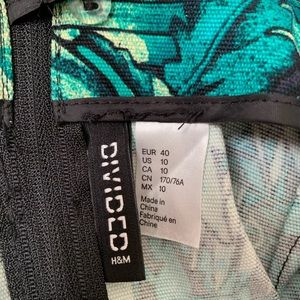 DIVIDED
H&M
EUR 40
US 10
CA 10
CN 170/76A
MX 10
Made in
China
Fabriqué en
Chine